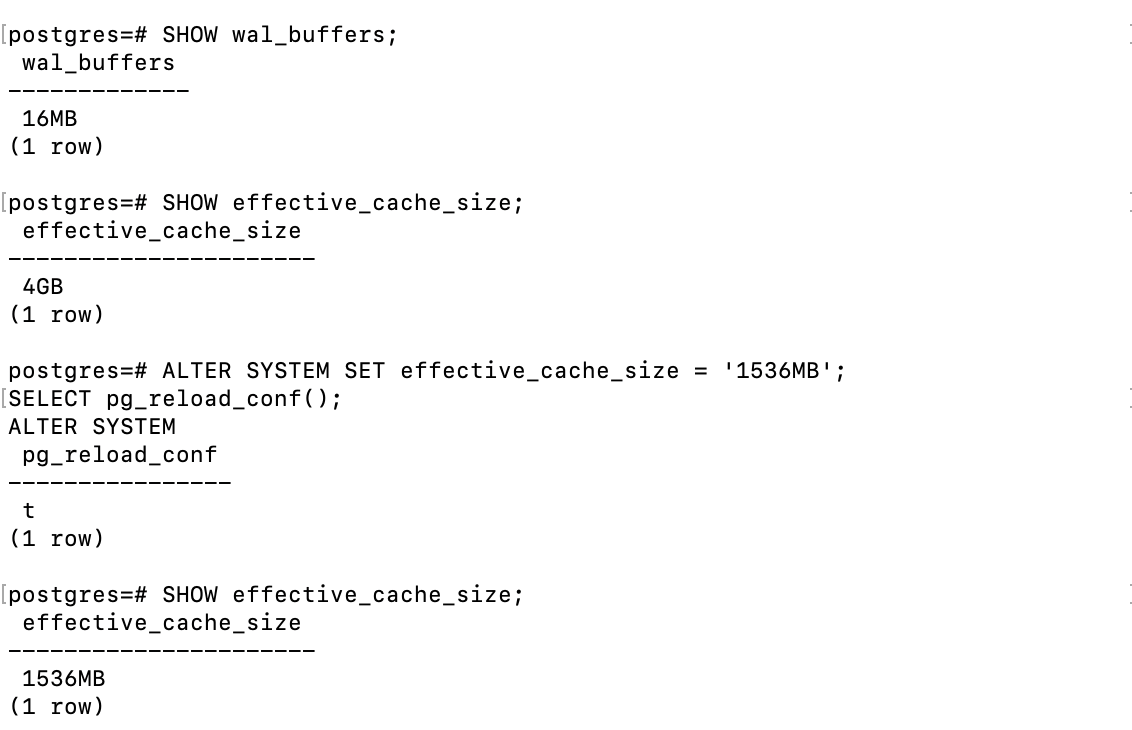 [postgres=# SHOW wal_buffers;                                                    ]
 wal_buffers
-------------
 16MB
(1 row)

[postgres=# SHOW effective_cache_size;                                           ]
 effective_cache_size
----------------------
 4GB
(1 row)

postgres=# ALTER SYSTEM SET effective_cache_size = '1536MB';
[SELECT pg_reload_conf();                                                        ]
ALTER SYSTEM
 pg_reload_conf
----------------
 t
(1 row)

[postgres=# SHOW effective_cache_size;                                           ]
 effective_cache_size
----------------------
 1536MB
(1 row)